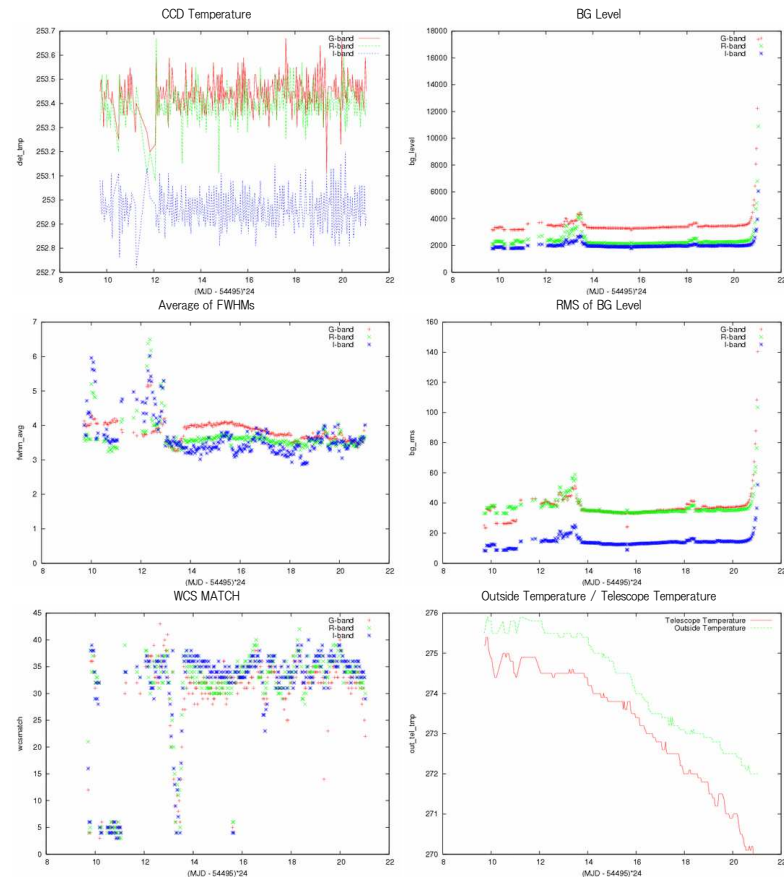 CCD Temperature
253.7
253.6
253.5
253.4
253.3
253.2
253.1
253
252.9
252.8
252.7
det_tmp
G-band
R-band
I-band
8 10 12 14 16 18 20 22
(MJD - 54495)*24
BG Level
18000
16000
14000
12000
10000
8000
6000
4000
2000
0
bg_level
G-band
R-band
I-band
8 10 12 14 16 18 20 22
(MJD - 54495)*24
Average of FWHMs
7
6
5
4
3
2
1
0
fwhm_avg
G-band
R-band
I-band
8 10 12 14 16 18 20 22
(MJD - 54495)*24
RMS of BG Level
160
140
120
100
80
60
40
20
0
bg_rms
G-band
R-band
I-band
8 10 12 14 16 18 20 22
(MJD - 54495)*24
WCS MATCH
45
40
35
30
25
20
15
10
5
0
wcsmatch
G-band
R-band
I-band
8 10 12 14 16 18 20 22
(MJD - 54495)*24
Outside Temperature / Telescope Temperature
276
275
274
273
272
271
270
out_tel_tmp
Telescope Temperature
Outside Temperature
8 10 12 14 16 18 20 22
(MJD - 54495)*24